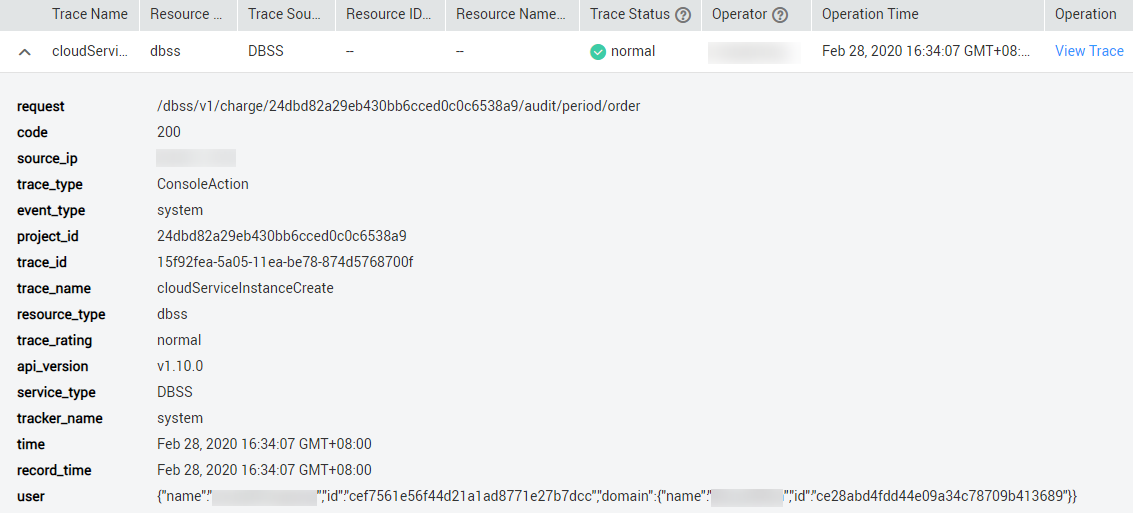 Trace Name Resource ... Trace Sou... Resource ID... Resource Name... Trace Status ? Operator ? Operation Time Operation
cloudServi... dbss DBSS -- -- normal Feb 28, 2020 16:34:07 GMT+08:... View Trace
request /dbss/v1/charge/24dbd82a29eb430bb6cced0c0c6538a9/audit/period/order
code 200
source_ip
trace_type ConsoleAction
event_type system
project_id 24dbd82a29eb430bb6cced0c0c6538a9
trace_id 15f92fea-5a05-11ea-be78-874d5768700f
trace_name cloudServiceInstanceCreate
resource_type dbss
trace_rating normal
api_version v1.10.0
service_type DBSS
tracker_name system
time Feb 28, 2020 16:34:07 GMT+08:00
record_time Feb 28, 2020 16:34:07 GMT+08:00
user {"name":" ","id":"cef7561e56f44d21a1ad8771e27b7dcc","domain":{"name":" ","id":"ce28abd4fdd44e09a34c78709b413689"}}